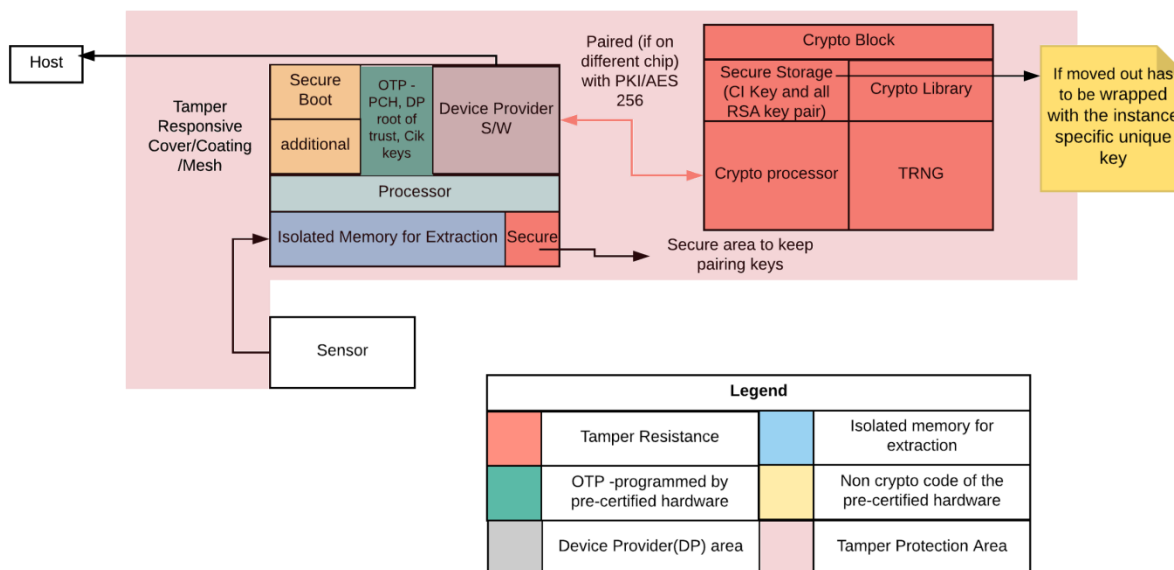 Host
Tamper
Responsive
Cover/Coating
/Mesh
Secure
Boot
additional
OTP -
PCH, DP
root of
trust, Cik
keys
Device Provider
S/W
Processor
Isolated Memory for Extraction
Secure
Sensor
Paired (if on
different chip)
with PKI/AES
256
Secure area to keep
pairing keys
Crypto Block
Secure Storage
(CI Key and all
RSA key pair)
Crypto Library
Crypto processor
TRNG
If moved out has
to be wrapped
with the instance
specific unique
key
Legend
Tamper Resistance
Isolated memory for
extraction
OTP -programmed by
pre-certified hardware
Non crypto code of the
pre-certified hardware
Device Provider(DP) area
Tamper Protection Area